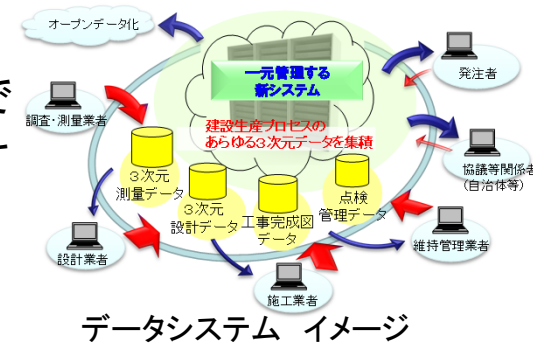 オープンデータ化
一元管理する
新システム
発注者
で
調査・測量業者
建設生産プロセスの
あらゆる３次元データを集積
協議等関係者
(自治体等)
３次元
測量データ
３次元
設計データ
工事完成図
データ
点検
管理データ
維持管理業者
設計業者
施工業者
データシステム　イメージ